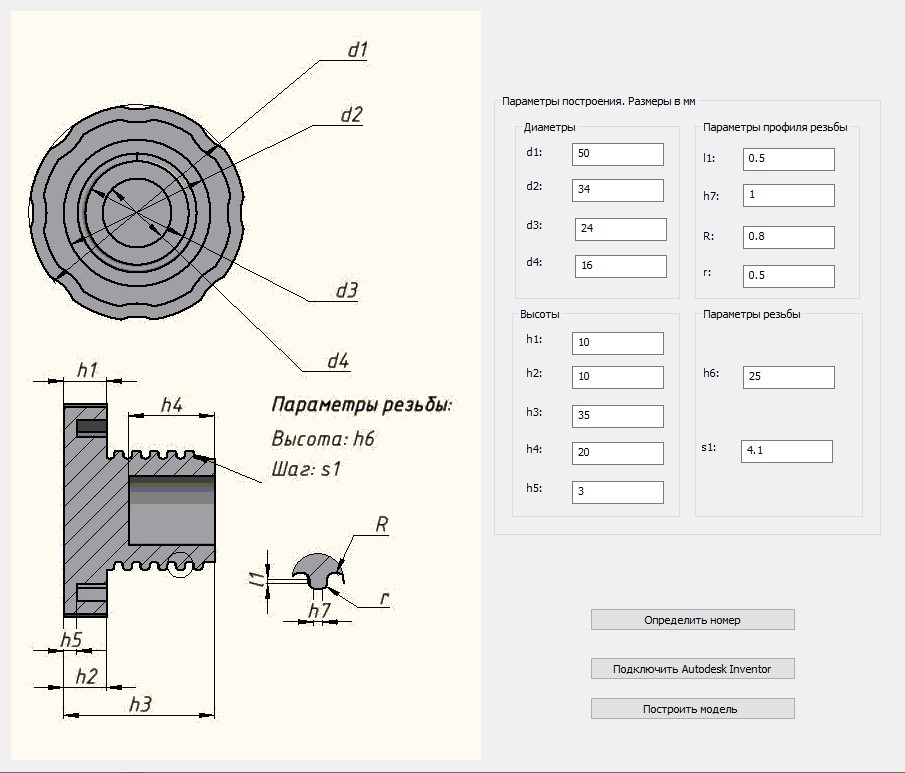 d1
d2
d3
d4
h1
h4
Параметры резьбы:
Высота: h6
Шаг: s1
R
l1
r
h7
h5
h2
h3
Параметры построения. Размеры в мм
Диаметры
d1: 50
d2: 34
d3: 24
d4: 16
Параметры профиля резьбы
l1: 0.5
h7: 1
R: 0.8
r: 0.5
Высоты
h1: 10
h2: 10
h3: 35
h4: 20
h5: 3
Параметры резьбы
h6: 25
s1: 4.1
Определить номер
Подключить Autodesk Inventor
Построить модель